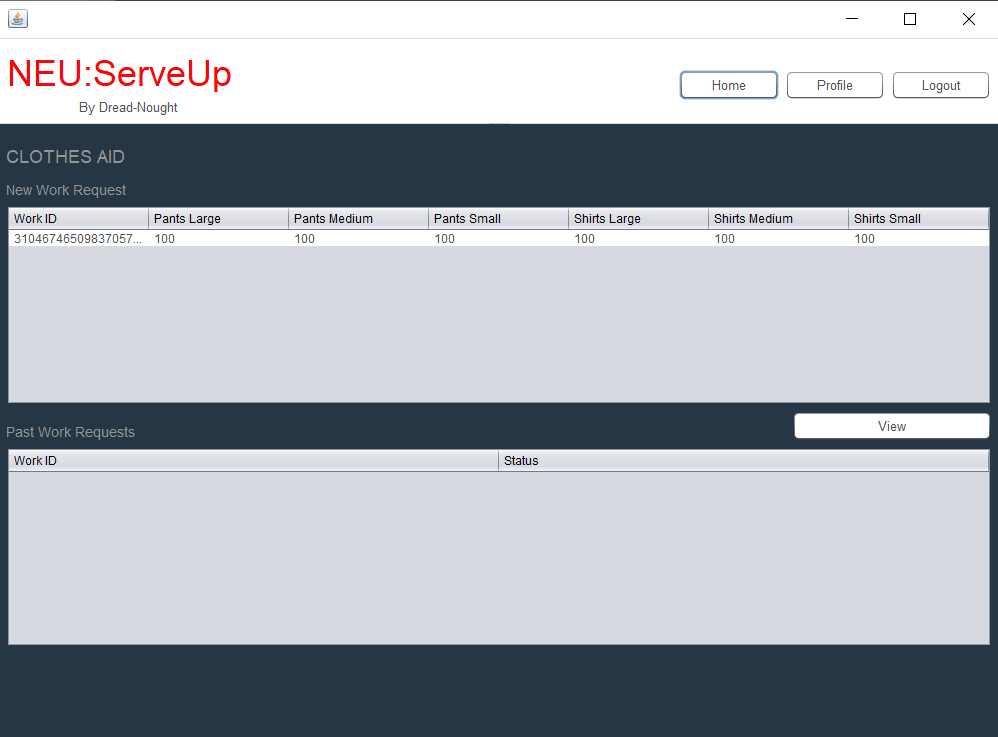 NEU:ServeUp
By Dread-Nought
Home Profile Logout
CLOTHES AID
New Work Request
Work ID Pants Large Pants Medium Pants Small Shirts Large Shirts Medium Shirts Small
31046746509837057... 100 100 100 100 100 100
Past Work Requests
View
Work ID Status